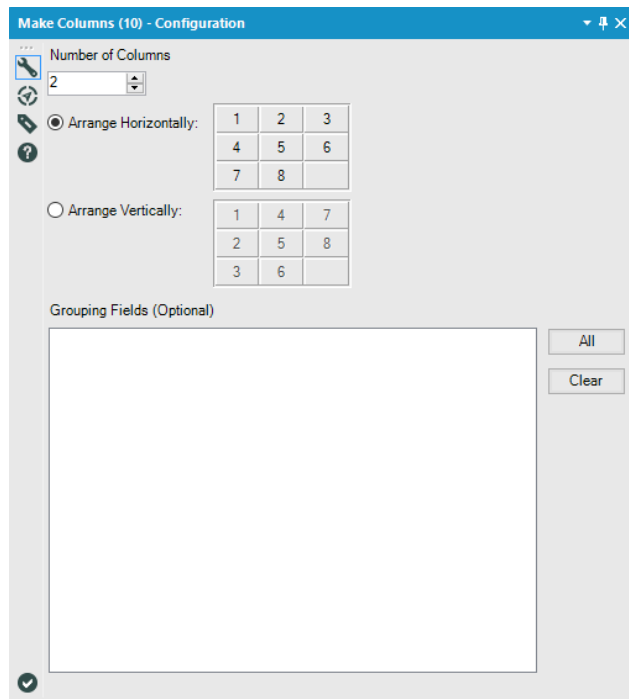 Make Columns (10) - Configuration
Number of Columns
2
Arrange Horizontally:
1 2 3
4 5 6
7 8
Arrange Vertically:
1 4 7
2 5 8
3 6
Grouping Fields (Optional)
All
Clear